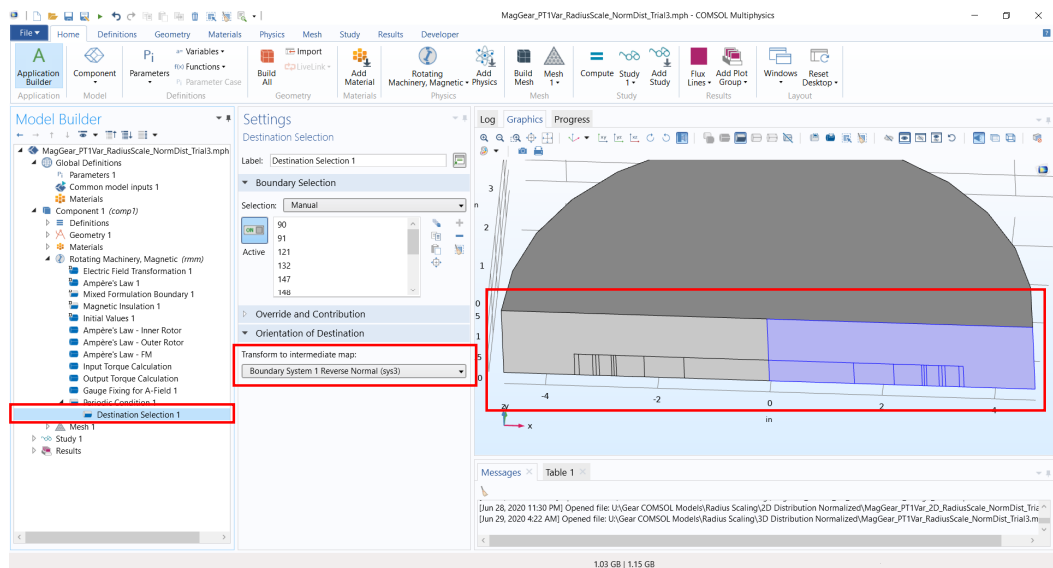 MagGear_PT1Var_RadiusScale_NormDist_Trial3.mph - COMSOL Multiphysics
File Home Definitions Geometry Materials Physics Mesh Study Results Developer
Application Builder
Component
Pi
Parameters
a= Variables
f(x) Functions
Pi Parameter Case
Build All
Import
LiveLink
Add Material
Rotating Machinery, Magnetic
Add Physics
Build Mesh
Mesh 1
Compute
Study 1
Add Study
Flux Lines
Add Plot Group
Windows
Reset Desktop
Application Model Definitions Geometry Materials Physics Mesh Study Results Layout
Model Builder
MagGear_PT1Var_RadiusScale_NormDist_Trial3.mph
Global Definitions
Pi Parameters 1
Common model inputs 1
Materials
Component 1 (comp1)
Definitions
Geometry 1
Materials
Rotating Machinery, Magnetic (rmm)
Electric Field Transformation 1
Ampère's Law 1
Mixed Formulation Boundary 1
Magnetic Insulation 1
Initial Values 1
Ampère's Law - Inner Rotor
Ampère's Law - Outer Rotor
Ampère's Law - FM
Input Torque Calculation
Output Torque Calculation
Gauge Fixing for A-Field 1
Periodic Condition 1
Destination Selection 1
Mesh 1
Study 1
Results
Settings
Destination Selection
Label: Destination Selection 1
Boundary Selection
Selection: Manual
Active
90
91
121
132
147
148
Override and Contribution
Orientation of Destination
Transform to intermediate map:
Boundary System 1 Reverse Normal (sys3)
Log Graphics Progress
3
n
2
1
0
5
1
5
0
-4 -2 0 2 4
in
z y
x
Messages Table 1
[Jun 28, 2020 11:30 PM] Opened file: U:\Gear COMSOL Models\Radius Scaling\2D Distribution Normalized\MagGear_PT1Var_2D_RadiusScale_NormDist_Tria
[Jun 29, 2020 4:22 AM] Opened file: U:\Gear COMSOL Models\Radius Scaling\3D Distribution Normalized\MagGear_PT1Var_RadiusScale_NormDist_Trial3.m
1.03 GB | 1.15 GB